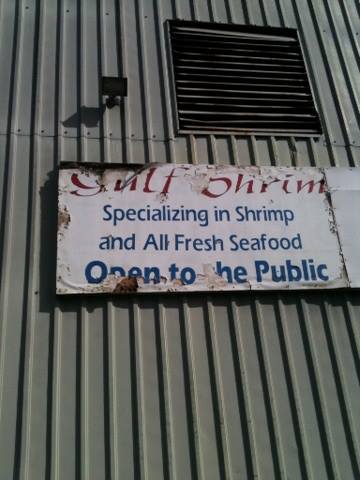 Gulf Shrim
Specializing in Shrimp
and All Fresh Seafood
Open to the Public